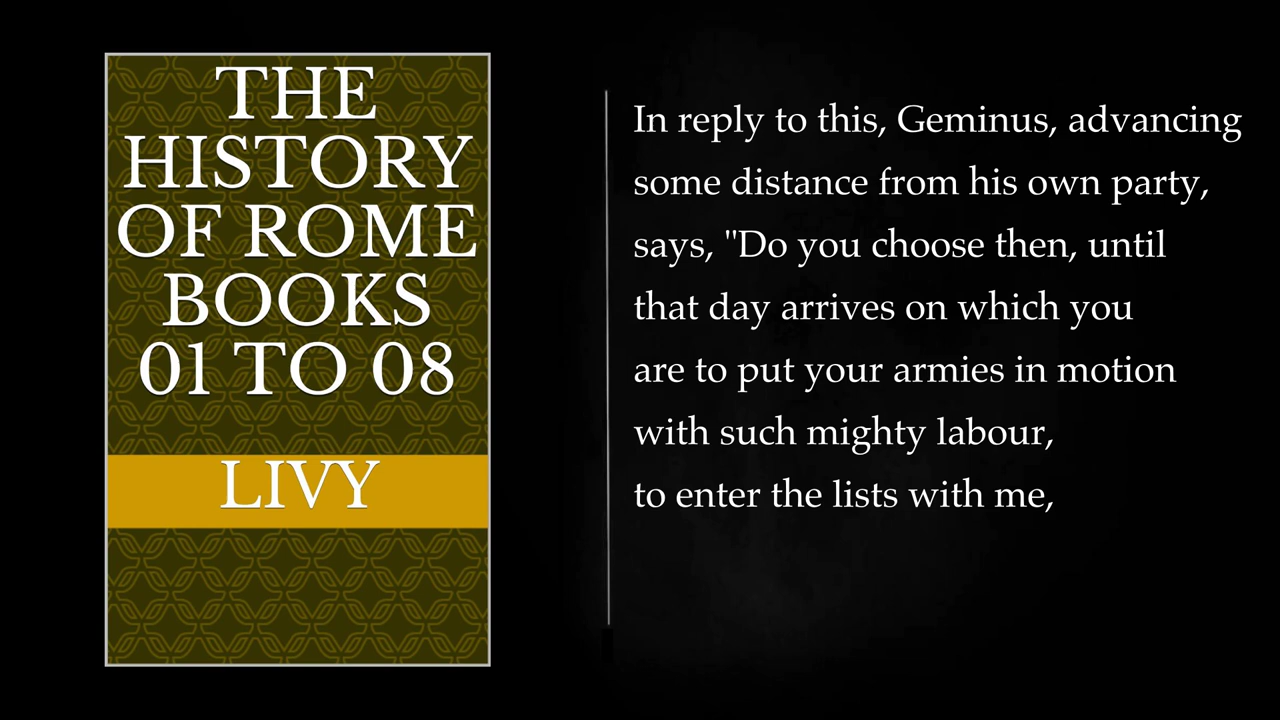 THE
HISTORY
OF ROME
BOOKS
01 TO 08
LIVY
In reply to this, Geminus, advancing
some distance from his own party,
says, "Do you choose then, until
that day arrives on which you
are to put your armies in motion
with such mighty labour,
to enter the lists with me,